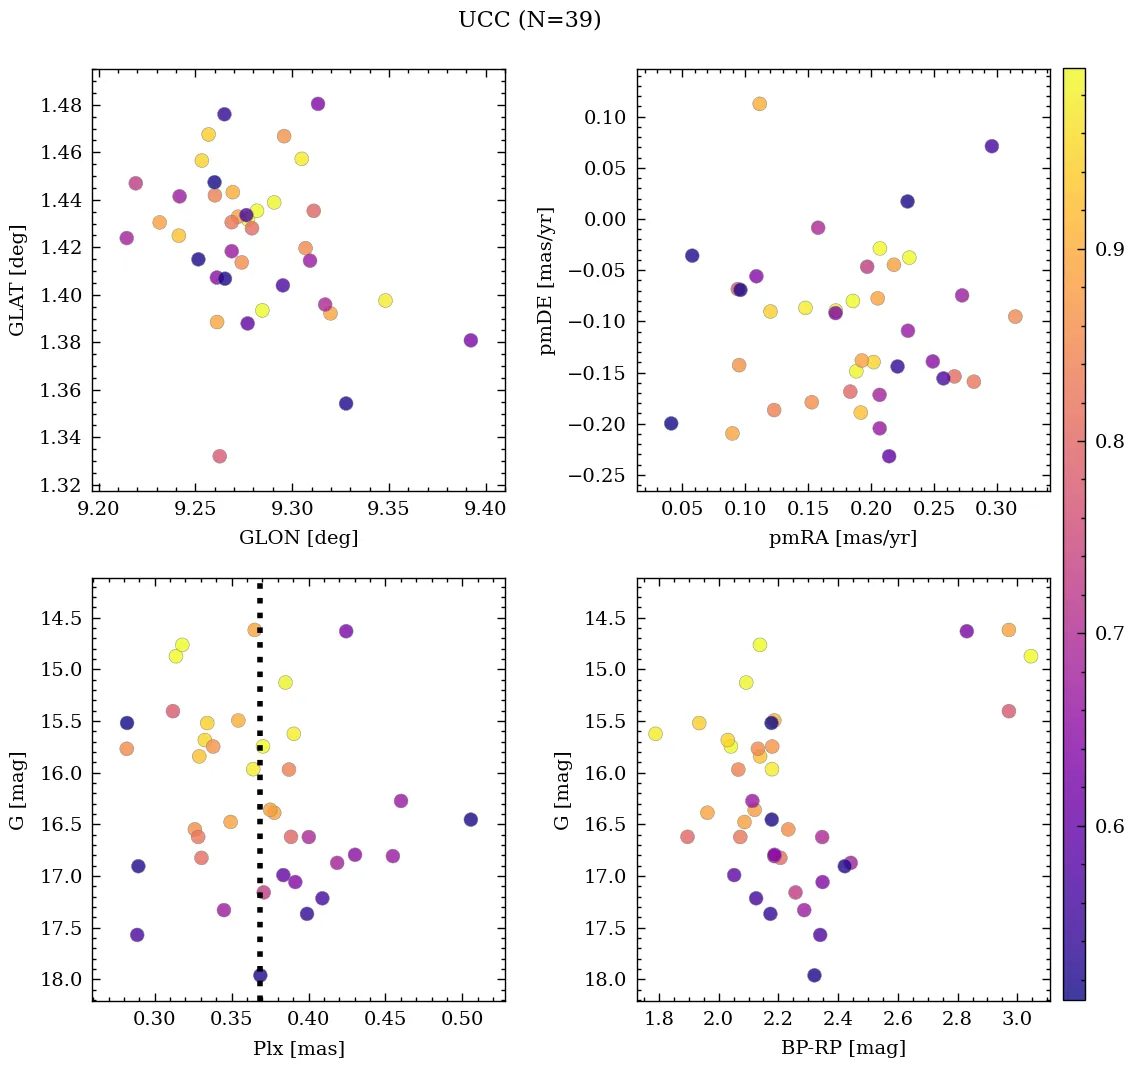 UCC (N=39)
1.48
1.46
1.44
1.42
1.40
1.38
1.36
1.34
1.32
GLAT [deg]
9.20 9.25 9.30 9.35 9.40
GLON [deg]
0.10
0.05
0.00
−0.05
−0.10
−0.15
−0.20
−0.25
pmDE [mas/yr]
0.05 0.10 0.15 0.20 0.25 0.30
pmRA [mas/yr]
14.5
15.0
15.5
16.0
16.5
17.0
17.5
18.0
G [mag]
0.30 0.35 0.40 0.45 0.50
Plx [mas]
14.5
15.0
15.5
16.0
16.5
17.0
17.5
18.0
G [mag]
1.8 2.0 2.2 2.4 2.6 2.8 3.0
BP-RP [mag]
0.9
0.8
0.7
0.6